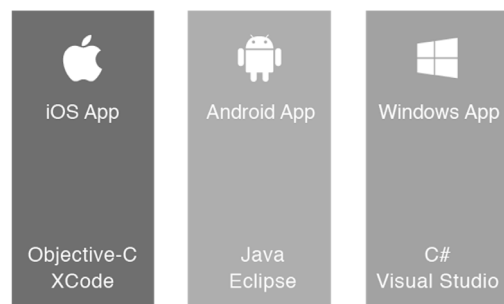 iOS App
Objective-C
XCode
Android App
Java
Eclipse
Windows App
C#
Visual Studio